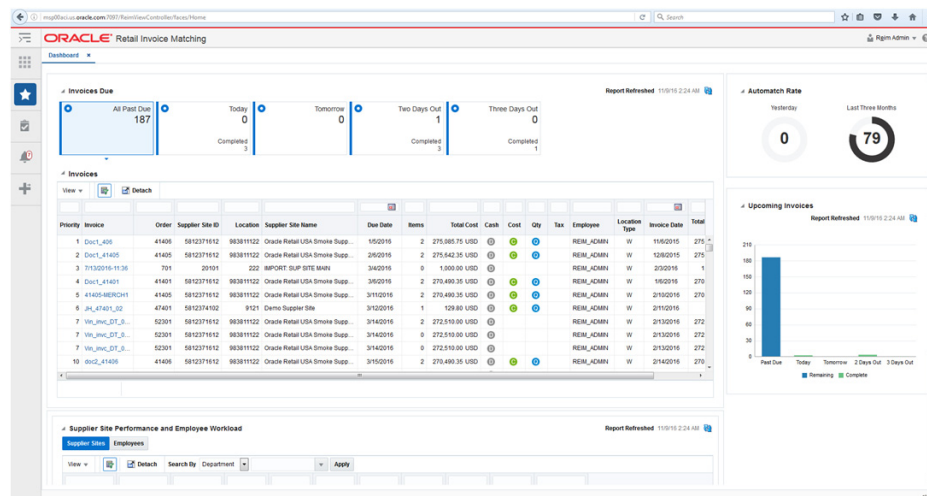 msp00aci.us.oracle.com:7097/ReimViewController/faces/Home
Search
ORACLE Retail Invoice Matching
Reim Admin
Dashboard
Invoices Due
Report Refreshed 11/9/16 2:24 AM
All Past Due 187
Today 0
Completed 3
Tomorrow 0
Two Days Out 1
Completed 3
Three Days Out 0
Completed 1
Invoices
View Detach
Priority Invoice Order Supplier Site ID Location Supplier Site Name Due Date Items Total Cost Cash Cost Qty Tax Employee Location Type Invoice Date Total
1 Doc1_406 41406 5812371612 983811122 Oracle Retail USA Smoke Supp... 1/5/2016 2 275,085.75 USD D C Q REIM_ADMIN W 11/6/2015 275
2 Doc1_41405 41405 5812371612 983811122 Oracle Retail USA Smoke Supp... 2/6/2016 2 275,642.35 USD D C Q REIM_ADMIN W 12/8/2015 275
3 7/13/2016-11:36 701 20101 222 IMPORT: SUP SITE MAIN 3/4/2016 0 1,000.00 USD D REIM_ADMIN W 2/3/2016 1
4 Doc1_41401 41401 5812371612 983811122 Oracle Retail USA Smoke Supp... 3/6/2016 2 270,490.35 USD D C Q REIM_ADMIN W 1/6/2016 270
5 41405-MERCH1 41405 5812371612 983811122 Oracle Retail USA Smoke Supp... 3/11/2016 2 270,490.35 USD D C Q REIM_ADMIN W 2/10/2016 270
6 JH_47401_02 47401 5812374102 9121 Demo Supplier Site 3/12/2016 1 129.80 USD D C Q REIM_ADMIN W 2/11/2016
7 Vin_invc_DT_0... 52301 5812371612 983811122 Oracle Retail USA Smoke Supp... 3/14/2016 2 272,510.00 USD D REIM_ADMIN W 2/13/2016 272
7 Vin_invc_DT_0... 52301 5812371612 983811122 Oracle Retail USA Smoke Supp... 3/14/2016 0 272,510.00 USD D REIM_ADMIN W 2/13/2016 272
7 Vin_invc_DT_0... 52301 5812371612 983811122 Oracle Retail USA Smoke Supp... 3/14/2016 0 272,510.00 USD D REIM_ADMIN W 2/13/2016 272
10 doc2_41406 41406 5812371612 983811122 Oracle Retail USA Smoke Supp... 3/15/2016 2 270,490.35 USD D C Q REIM_ADMIN W 2/14/2016 270
Supplier Site Performance and Employee Workload
Report Refreshed 11/9/16 2:24 AM
Supplier Sites Employees
View Detach Search By Department Apply
Automatch Rate
Yesterday Last Three Months
0 79
Upcoming Invoices
Report Refreshed 11/9/16 2:24 AM
210
180
150
120
90
60
30
0
Past Due Today Tomorrow 2 Days Out 3 Days Out
Remaining Complete